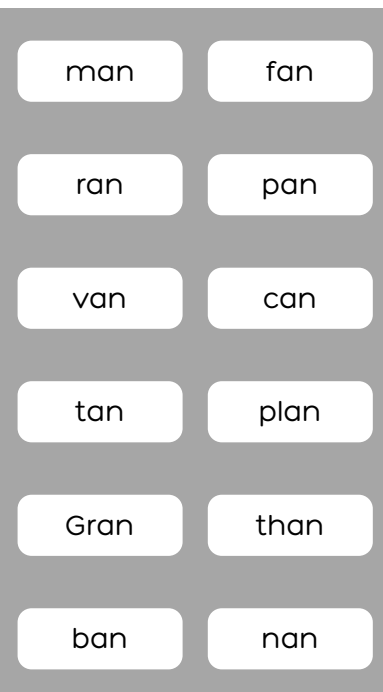 man fan
ran pan
van can
tan plan
Gran than
ban nan